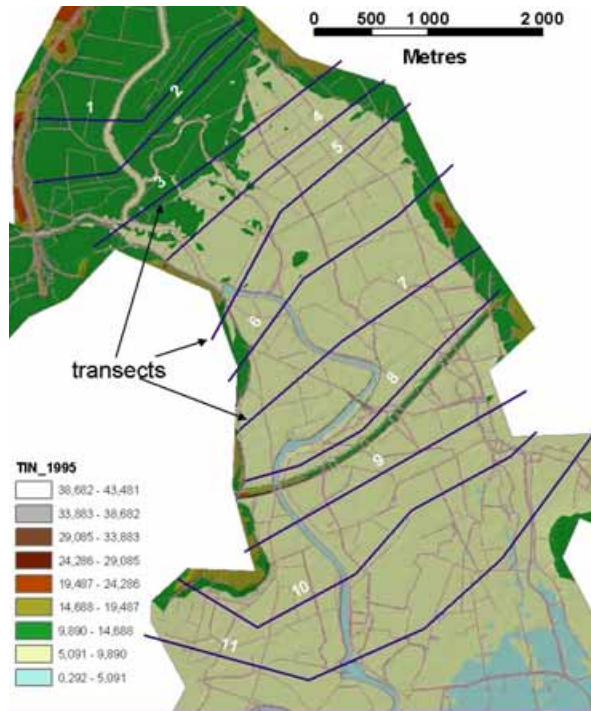 0 500 1 000 2 000
Metres
1
2
3
4
5
6
7
8
9
10
11
transects
TIN_1995
38,682 - 43,481
33,883 - 38,682
29,085 - 33,883
24,286 - 29,085
19,487 - 24,286
14,688 - 19,487
9,890 - 14,688
5,091 - 9,890
0,292 - 5,091